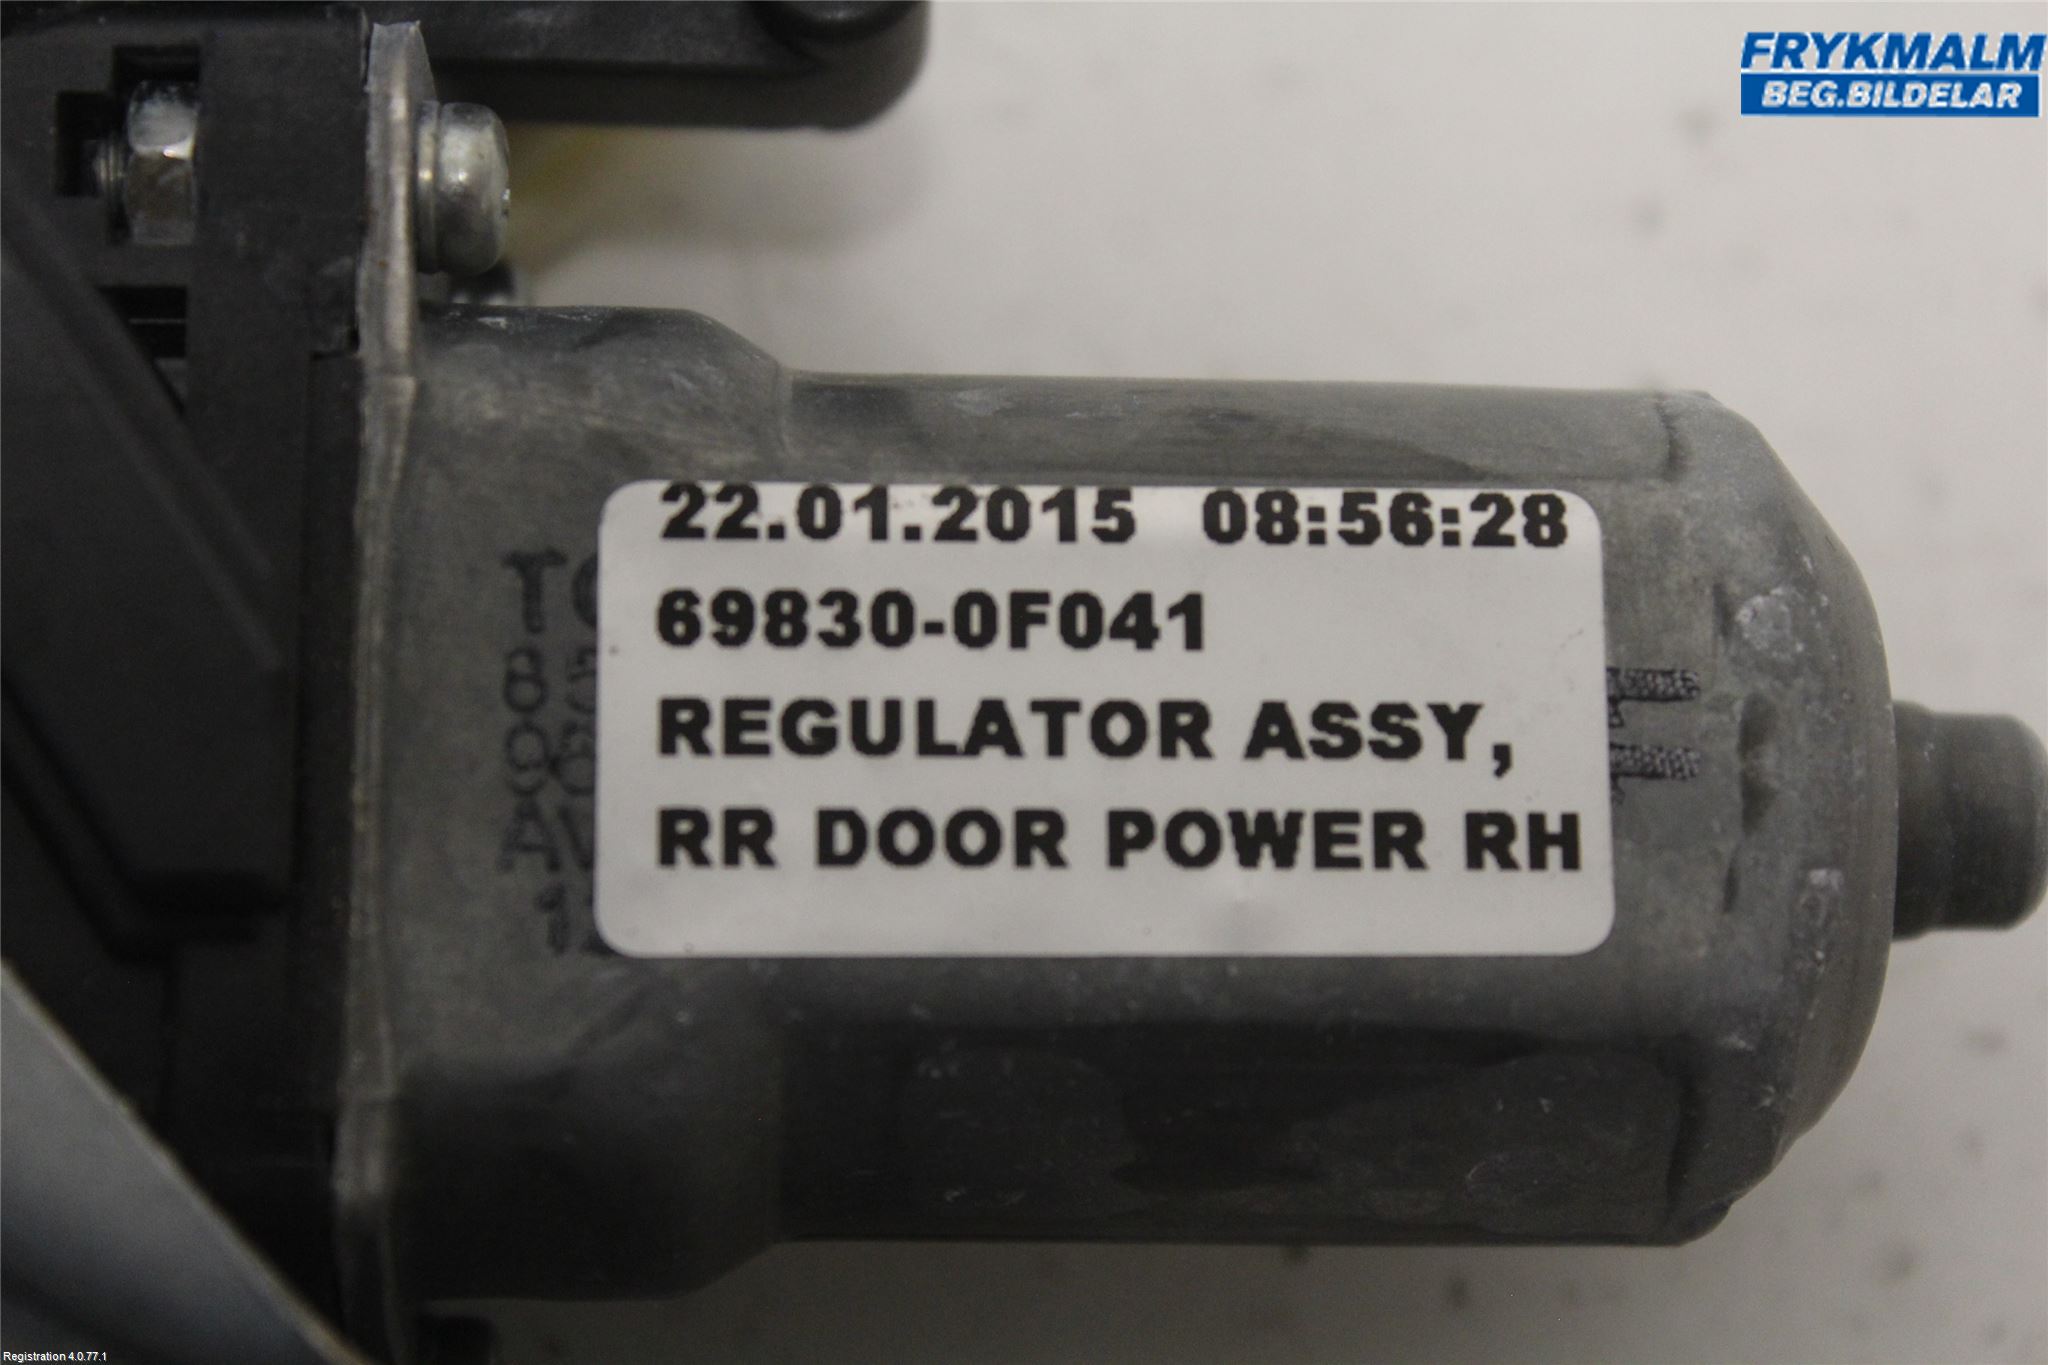 FRYKMALM
BEG.BILDELAR
22.01.2015 08:56:28
69830-0F041
REGULATOR ASSY,
RR DOOR POWER RH
Registration 4.0.77.1